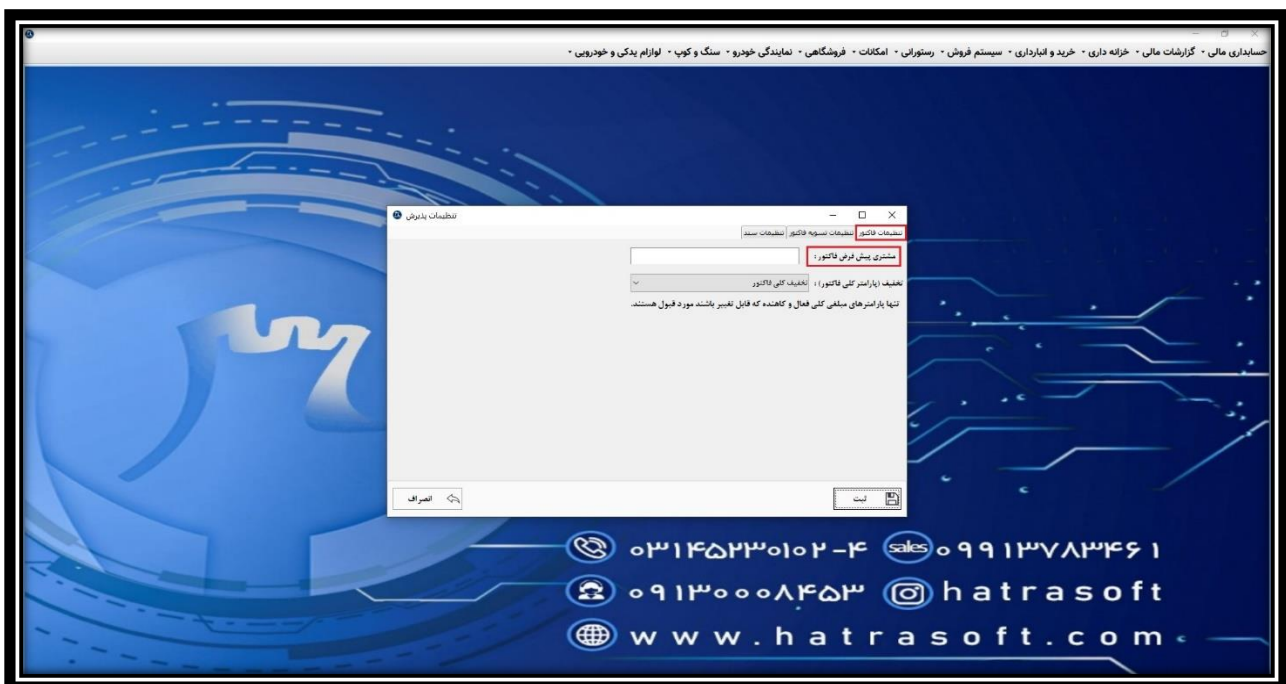 حسابداری مالی - گزارشات مالی - خزانه داری - خرید و انبارداری - سیستم فروش - رستورانی - امکانات - فروشگاهی - نمایندگی خودرو - سنگ و کوپ - لوازم یدکی و خودرویی -
تنظیمات پذیرش
تنظیمات فاکتور تنظیمات تسویه فاکتور تنظیمات سند
مشتری پیش فرض فاکتور :
تخفیف (پارامتر کلی فاکتور) : تخفیف کلی فاکتور
تنها پارامترهای مبلغی کلی فعال و کاهنده که قابل تغییر باشند مورد قبول هستند.
ثبت انصراف
۰۳۱۴۵۲۳۰۱۰۲-۴ sales ۰۹۹۱۳۷۸۳۴۶۱
۰۹۱۳۰۰۰۸۴۵۳ hatrasoft
www.hatrasoft.com